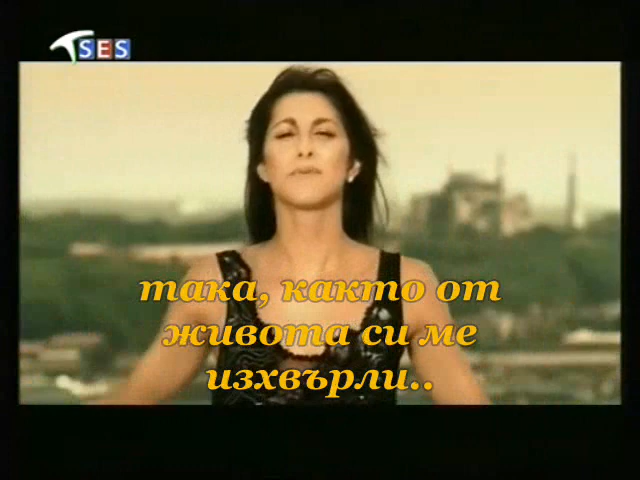 SES
така, както от
живота си ме
изхвърли..